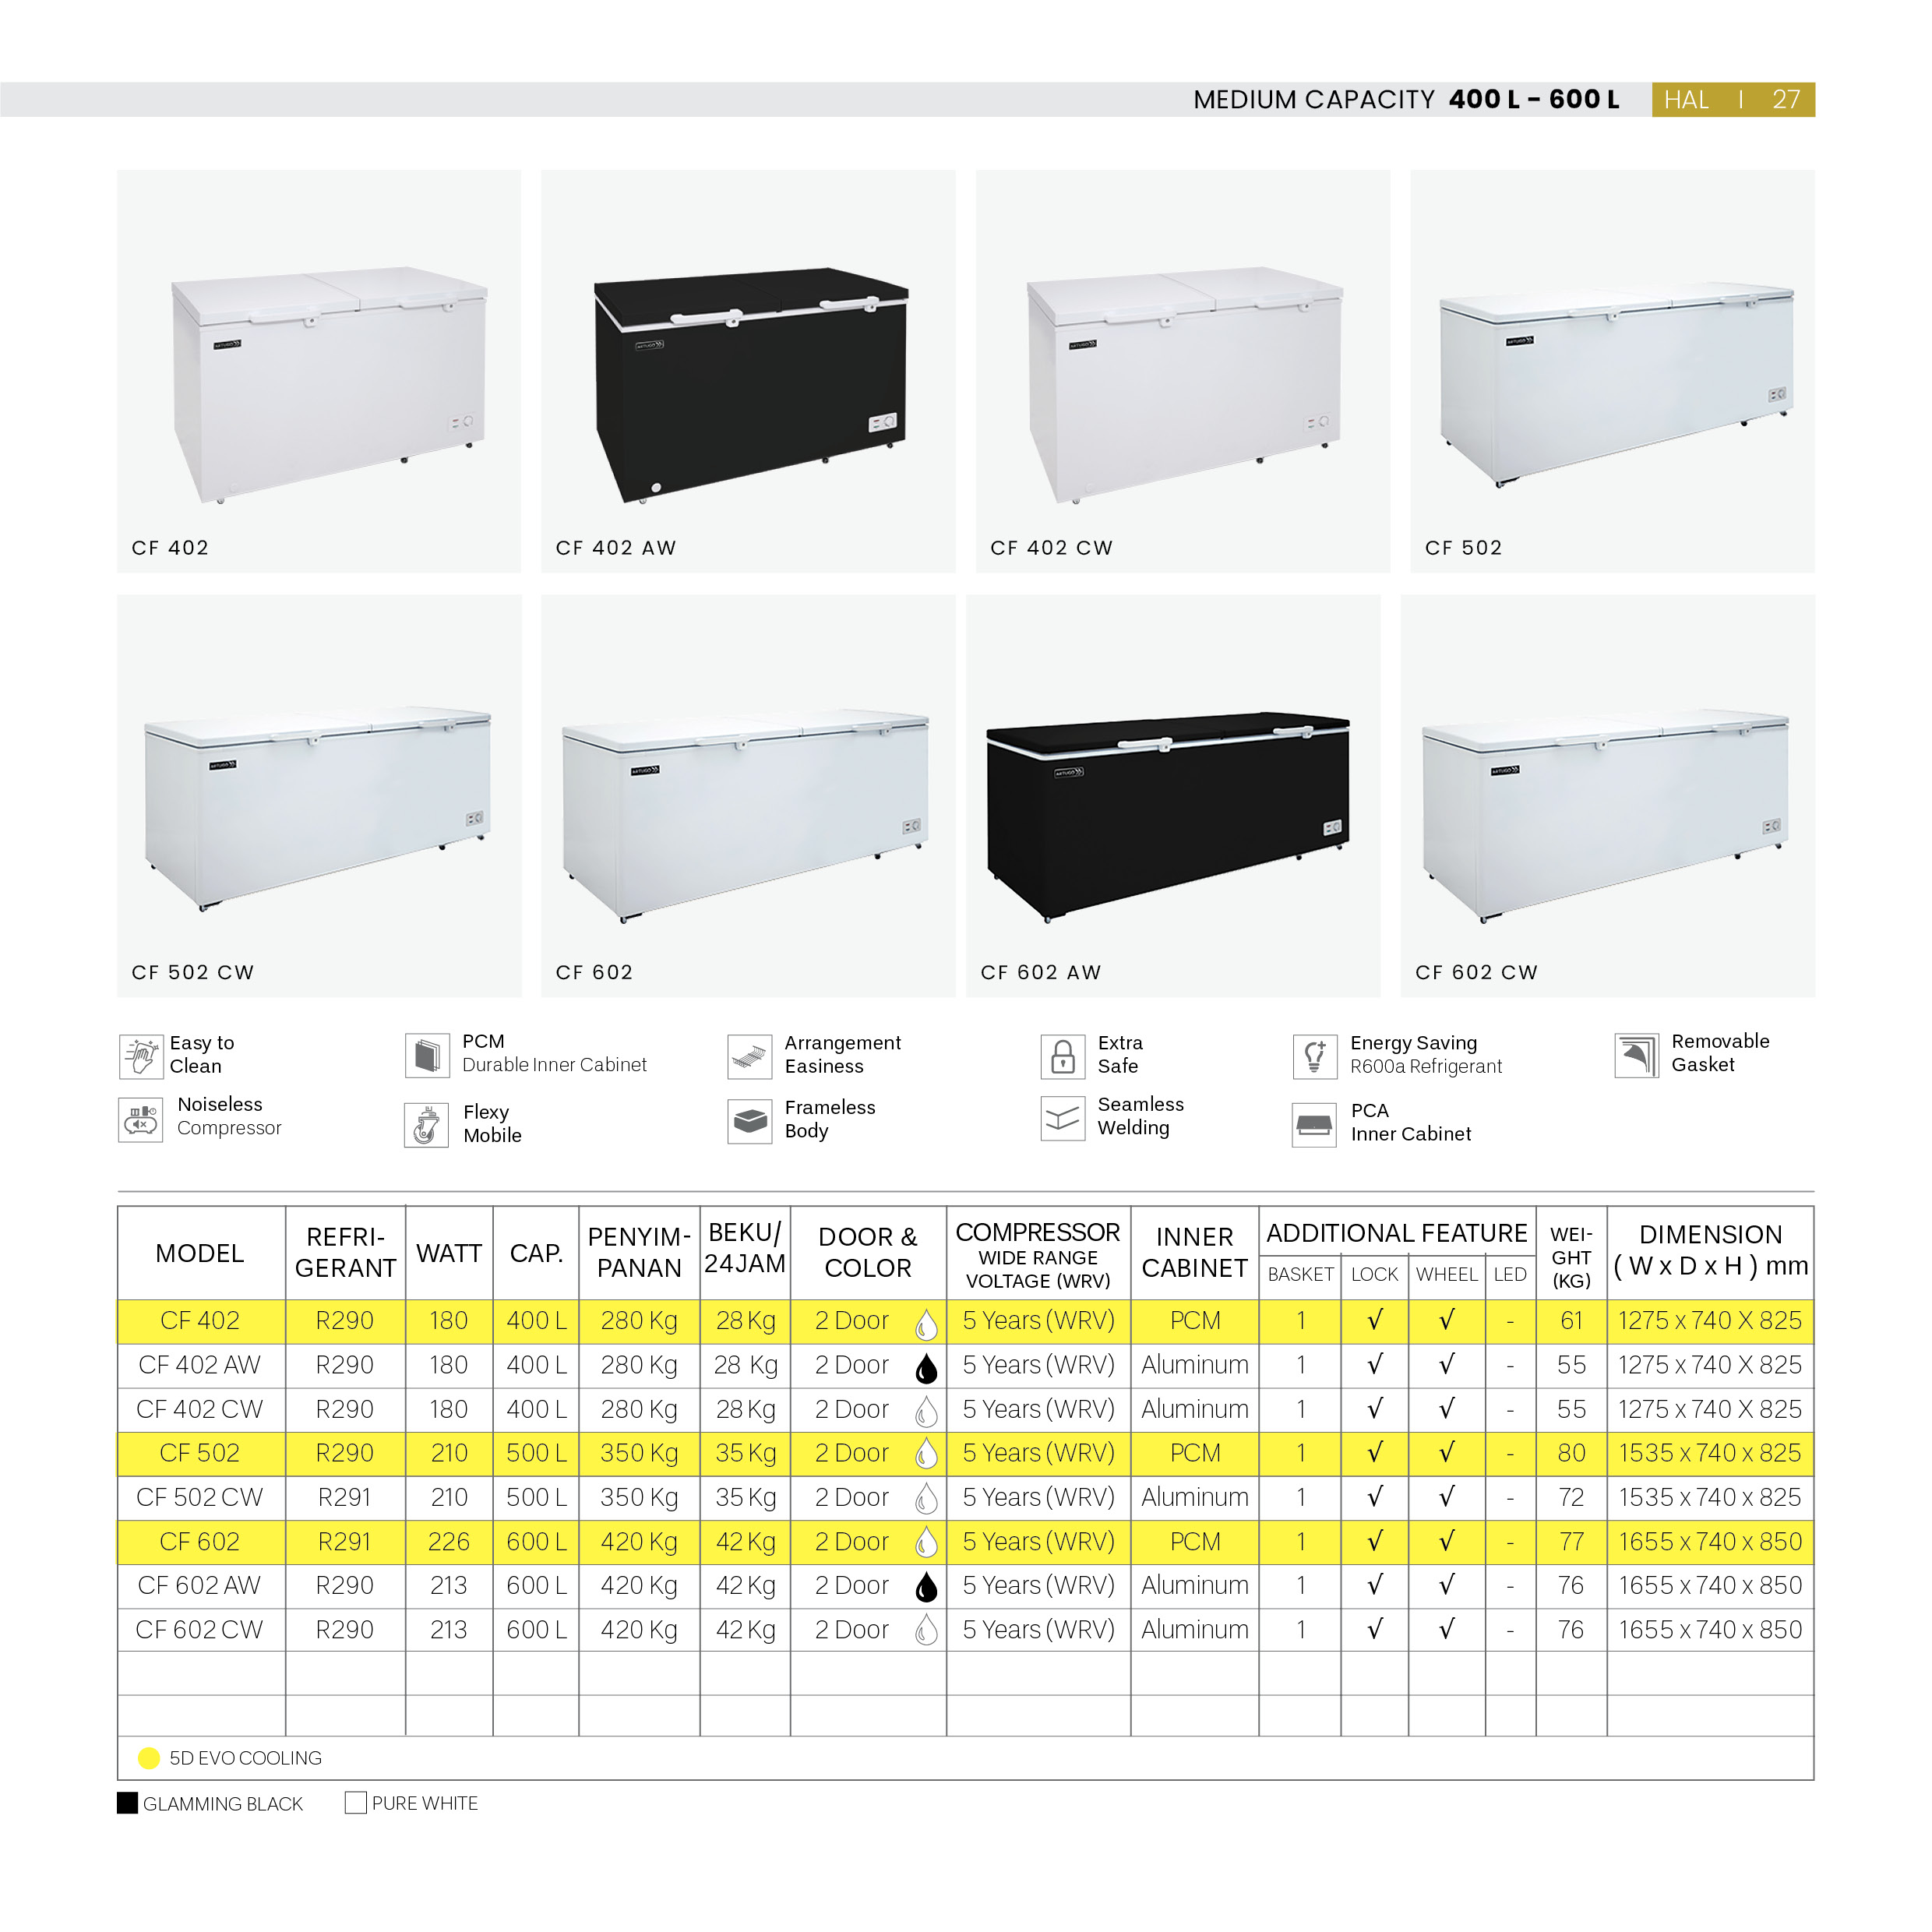 MEDIUM CAPACITY 400 L - 600 L HAL | 27
ARTUGO
ARTUGO
ARTUGO
ARTUGO
CF 402
CF 402 AW
CF 402 CW
CF 502
ARTUGO
ARTUGO
ARTUGO
ARTUGO
CF 502 CW
CF 602
CF 602 AW
CF 602 CW
Easy to
Clean
PCM
Durable Inner Cabinet
Arrangement
Easiness
Extra
Safe
Energy Saving
R600a Refrigerant
Removable
Gasket
Noiseless
Compressor
Flexy
Mobile
Frameless
Body
Seamless
Welding
PCA
Inner Cabinet
MODEL
REFRI-
GERANT
WATT
CAP.
PENYIM-
PANAN
BEKU/
24JAM
DOOR &
COLOR
COMPRESSOR
WIDE RANGE
VOLTAGE (WRV)
INNER
CABINET
ADDITIONAL FEATURE
BASKET LOCK WHEEL LED
WEI-
GHT
(KG)
DIMENSION
( W x D x H ) mm
CF 402 R290 180 400 L 280 Kg 28 Kg 2 Door 5 Years (WRV) PCM 1 √ √ - 61 1275 x 740 X 825
CF 402 AW R290 180 400 L 280 Kg 28 Kg 2 Door 5 Years (WRV) Aluminum 1 √ √ - 55 1275 x 740 X 825
CF 402 CW R290 180 400 L 280 Kg 28 Kg 2 Door 5 Years (WRV) Aluminum 1 √ √ - 55 1275 x 740 X 825
CF 502 R290 210 500 L 350 Kg 35 Kg 2 Door 5 Years (WRV) PCM 1 √ √ - 80 1535 x 740 x 825
CF 502 CW R291 210 500 L 350 Kg 35 Kg 2 Door 5 Years (WRV) Aluminum 1 √ √ - 72 1535 x 740 x 825
CF 602 R291 226 600 L 420 Kg 42 Kg 2 Door 5 Years (WRV) PCM 1 √ √ - 77 1655 x 740 x 850
CF 602 AW R290 213 600 L 420 Kg 42 Kg 2 Door 5 Years (WRV) Aluminum 1 √ √ - 76 1655 x 740 x 850
CF 602 CW R290 213 600 L 420 Kg 42 Kg 2 Door 5 Years (WRV) Aluminum 1 √ √ - 76 1655 x 740 x 850
5D EVO COOLING
GLAMMING BLACK PURE WHITE